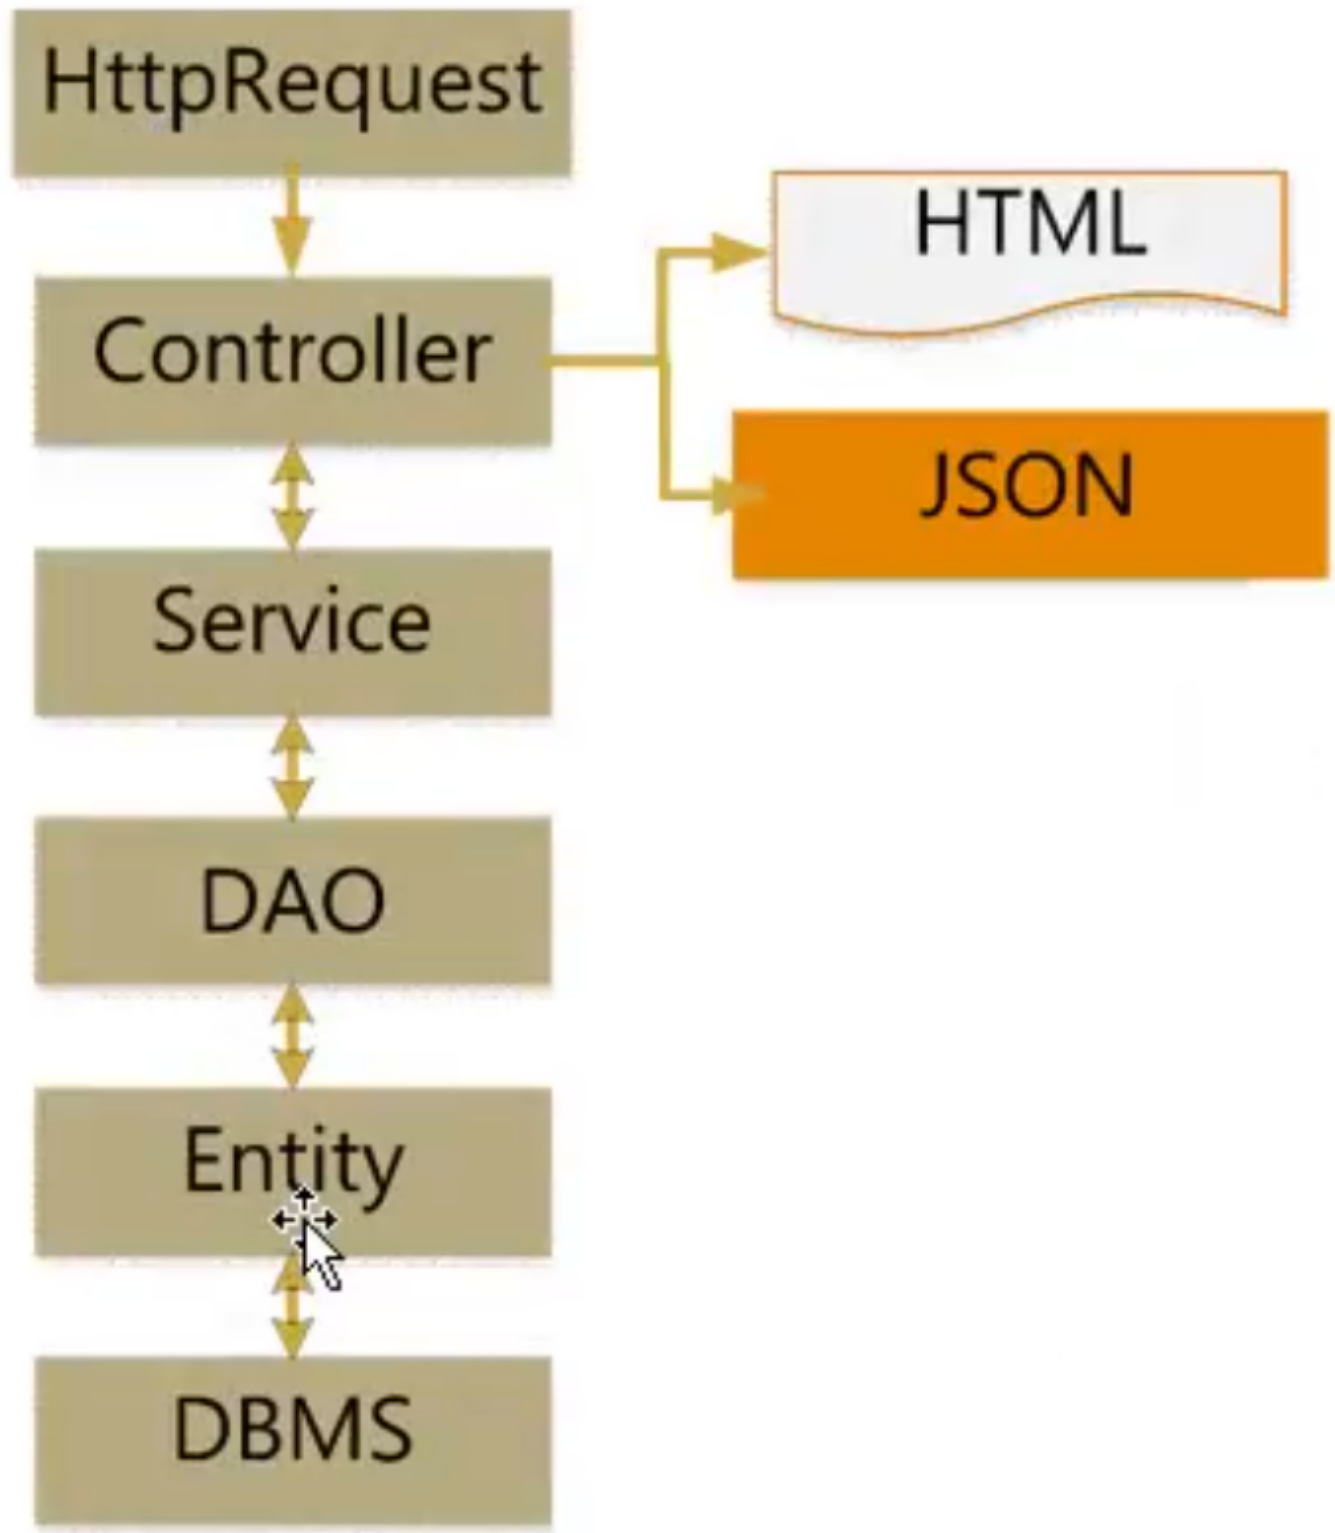 HttpRequest
HTML
Controller
JSON
Service
DAO
Entity
DBMS